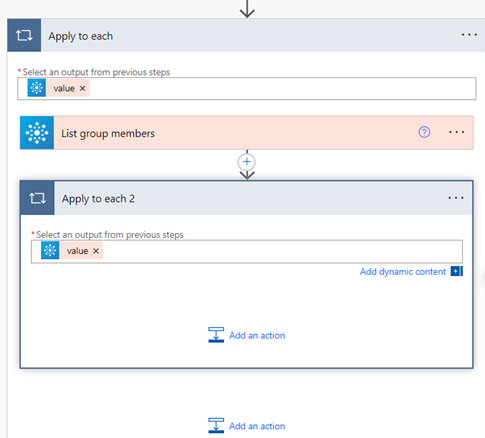 Apply to each
* Select an output from previous steps
value ×
List group members
Apply to each 2
* Select an output from previous steps
value ×
Add dynamic content
Add an action
Add an action